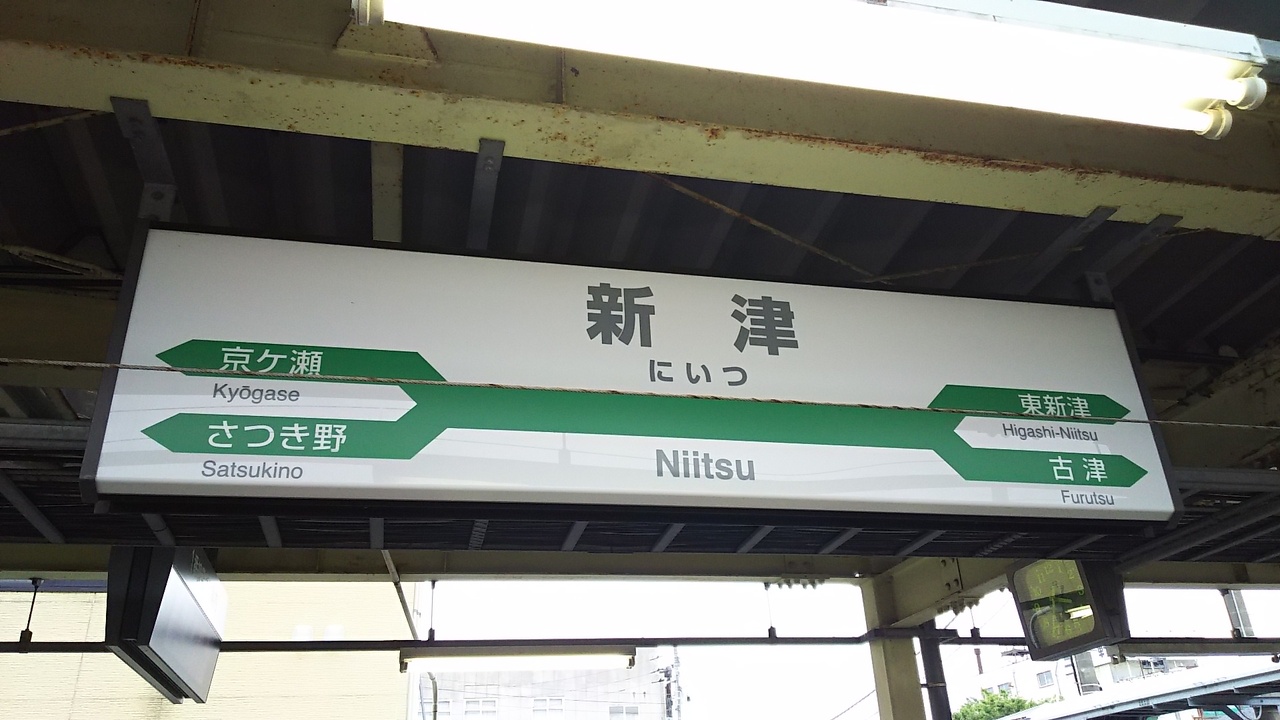 新津
にいつ
京ケ瀬
Kyōgase
さつき野
Satsukino
Niitsu
東新津
Higashi-Niitsu
古津
Furutsu